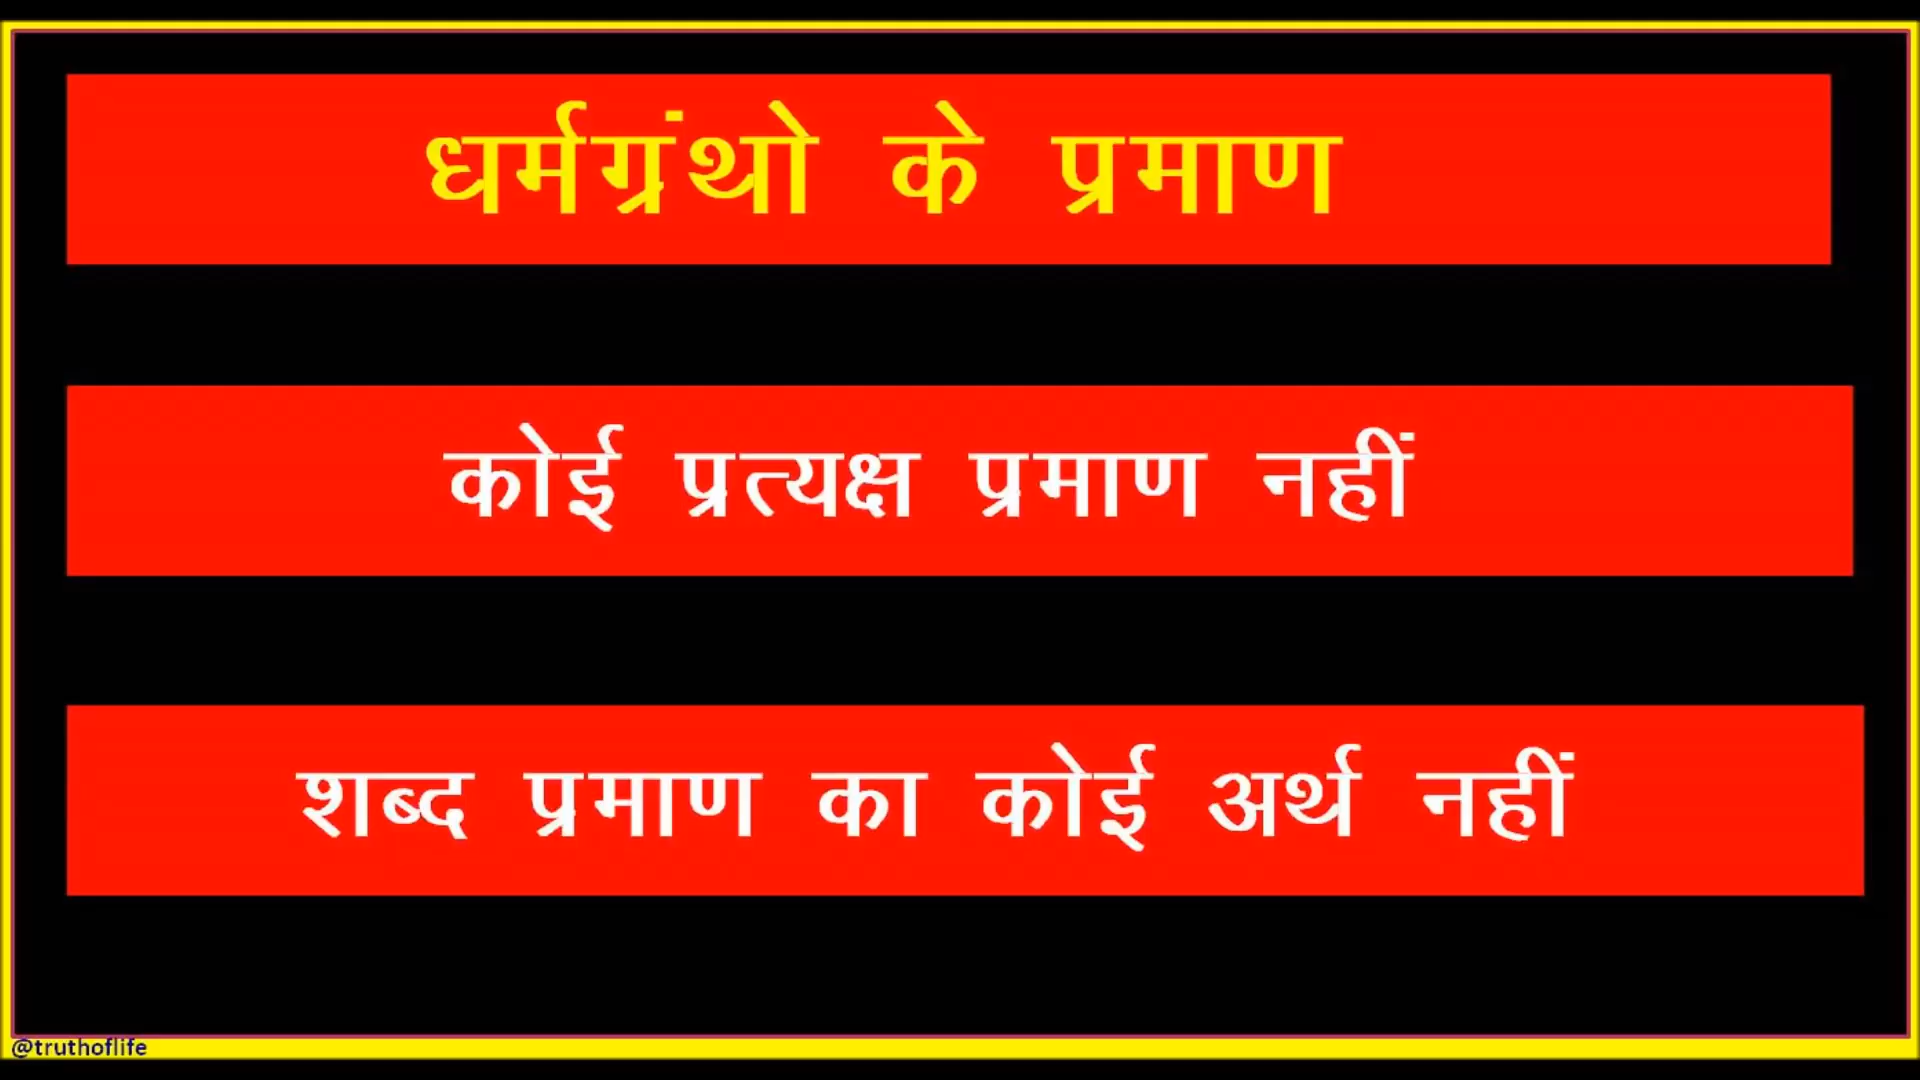 धर्मग्रंथो के प्रमाण
कोई प्रत्यक्ष प्रमाण नहीं
शब्द प्रमाण का कोई अर्थ नहीं
@truthoflife